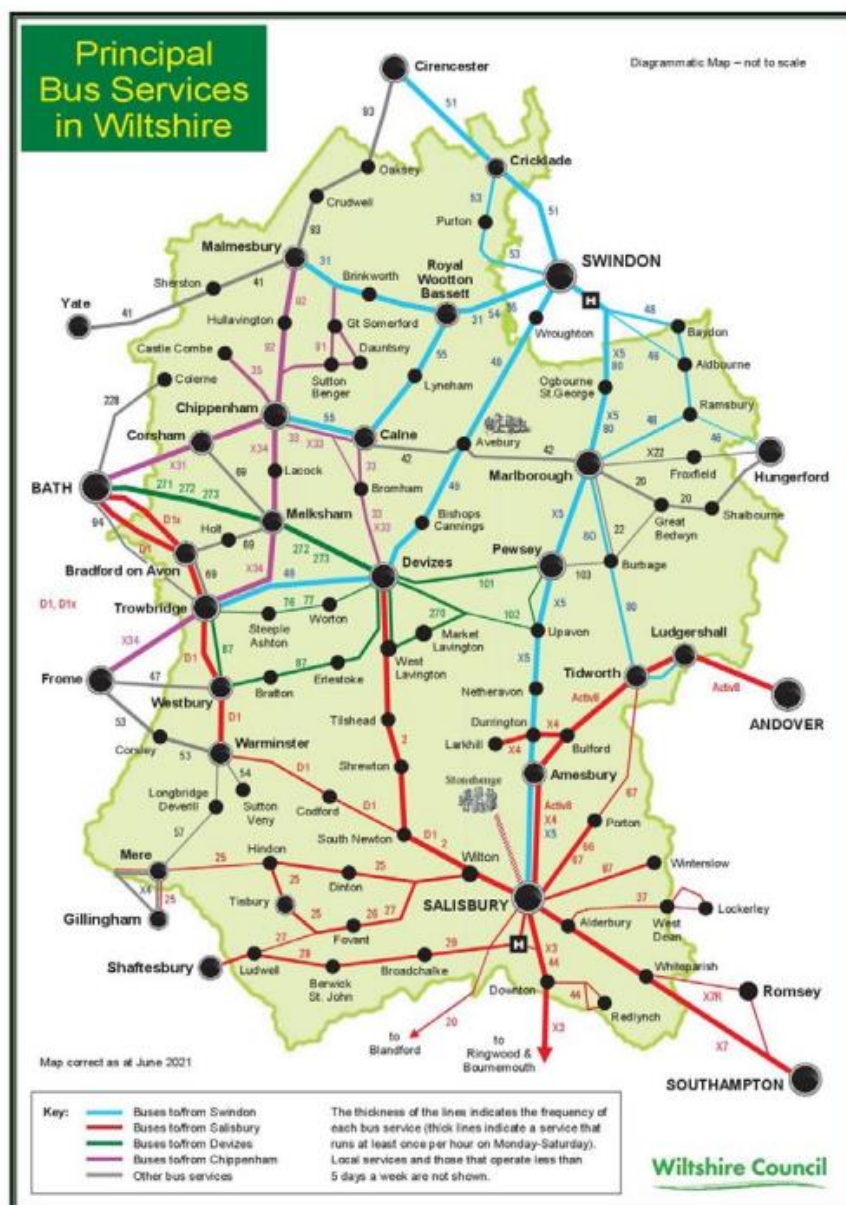 Principal
Bus Services
in Wiltshire
Diagrammatic Map – not to scale
Cirencester
93
51
Oaksey
Cricklade
Crudwell
53
51
Purton
93
Malmesbury
53
SWINDON
31
Royal
Wootton
Bassett
Sherston
41
Brinkworth
H
Yate
41
92
31
54
55
48
Baydon
Hullavington
Gt Somerford
Wroughton
Castle Combe
92
91
Dauntsey
55
49
X5
80
46
Aldbourne
35
Sutton
Benger
Lyneham
Ogbourne
St.George
Colerne
Ramsbury
228
Chippenham
55
X5
80
48
46
Corsham
X34
33
X33
Calne
Avebury
42
42
X22
X31
69
Lacock
33
Marlborough
Froxfield
Hungerford
BATH
271
272
273
Bromham
49
20
20
Shalbourne
94
D1x
Holt
Melksham
33
X33
Bishops
Cannings
X5
80
22
Great
Bedwyn
D1
69
272
273
Pewsey
Bradford on Avon
69
X34
49
Devizes
101
103
Burbage
D1, D1x
Trowbridge
76
77
Worton
270
102
X5
80
Steeple
Ashton
Market
Lavington
Upavon
Ludgershall
X34
D1
87
87
West
Lavington
X5
Tidworth
Frome
47
Bratton
Erlestoke
Netheravon
Activ8
Activ8
Westbury
53
D1
Tilshead
Durrington
X4
ANDOVER
Corsley
Warminster
2
Larkhill
X4
Bulford
53
54
D1
Shrewton
Stonehenge
Amesbury
Longbridge
Deverill
Sutton
Veny
Codford
D1
Activ8
X4
X5
67
Porton
57
South Newton
D1
2
66
67
Mere
Hindon
Wilton
87
Winterslow
25
25
X4
25
25
Dinton
SALISBURY
37
Lockerley
Tisbury
25
26
27
Alderbury
West
Dean
Gillingham
Fovant
27
29
H
X3
Whiteparish
Shaftesbury
Ludwell
29
Broadchalke
44
X7R
Romsey
Berwick
St. John
Downton
44
Redlynch
20
X3
X7
to
Blandford
to
Ringwood &
Bournemouth
Map correct as at June 2021
SOUTHAMPTON
Key:
Buses to/from Swindon
Buses to/from Salisbury
Buses to/from Devizes
Buses to/from Chippenham
Other bus services
The thickness of the lines indicates the frequency of
each bus service (thick lines indicate a service that
runs at least once per hour on Monday-Saturday).
Local services and those that operate less than
5 days a week are not shown.
Wiltshire Council